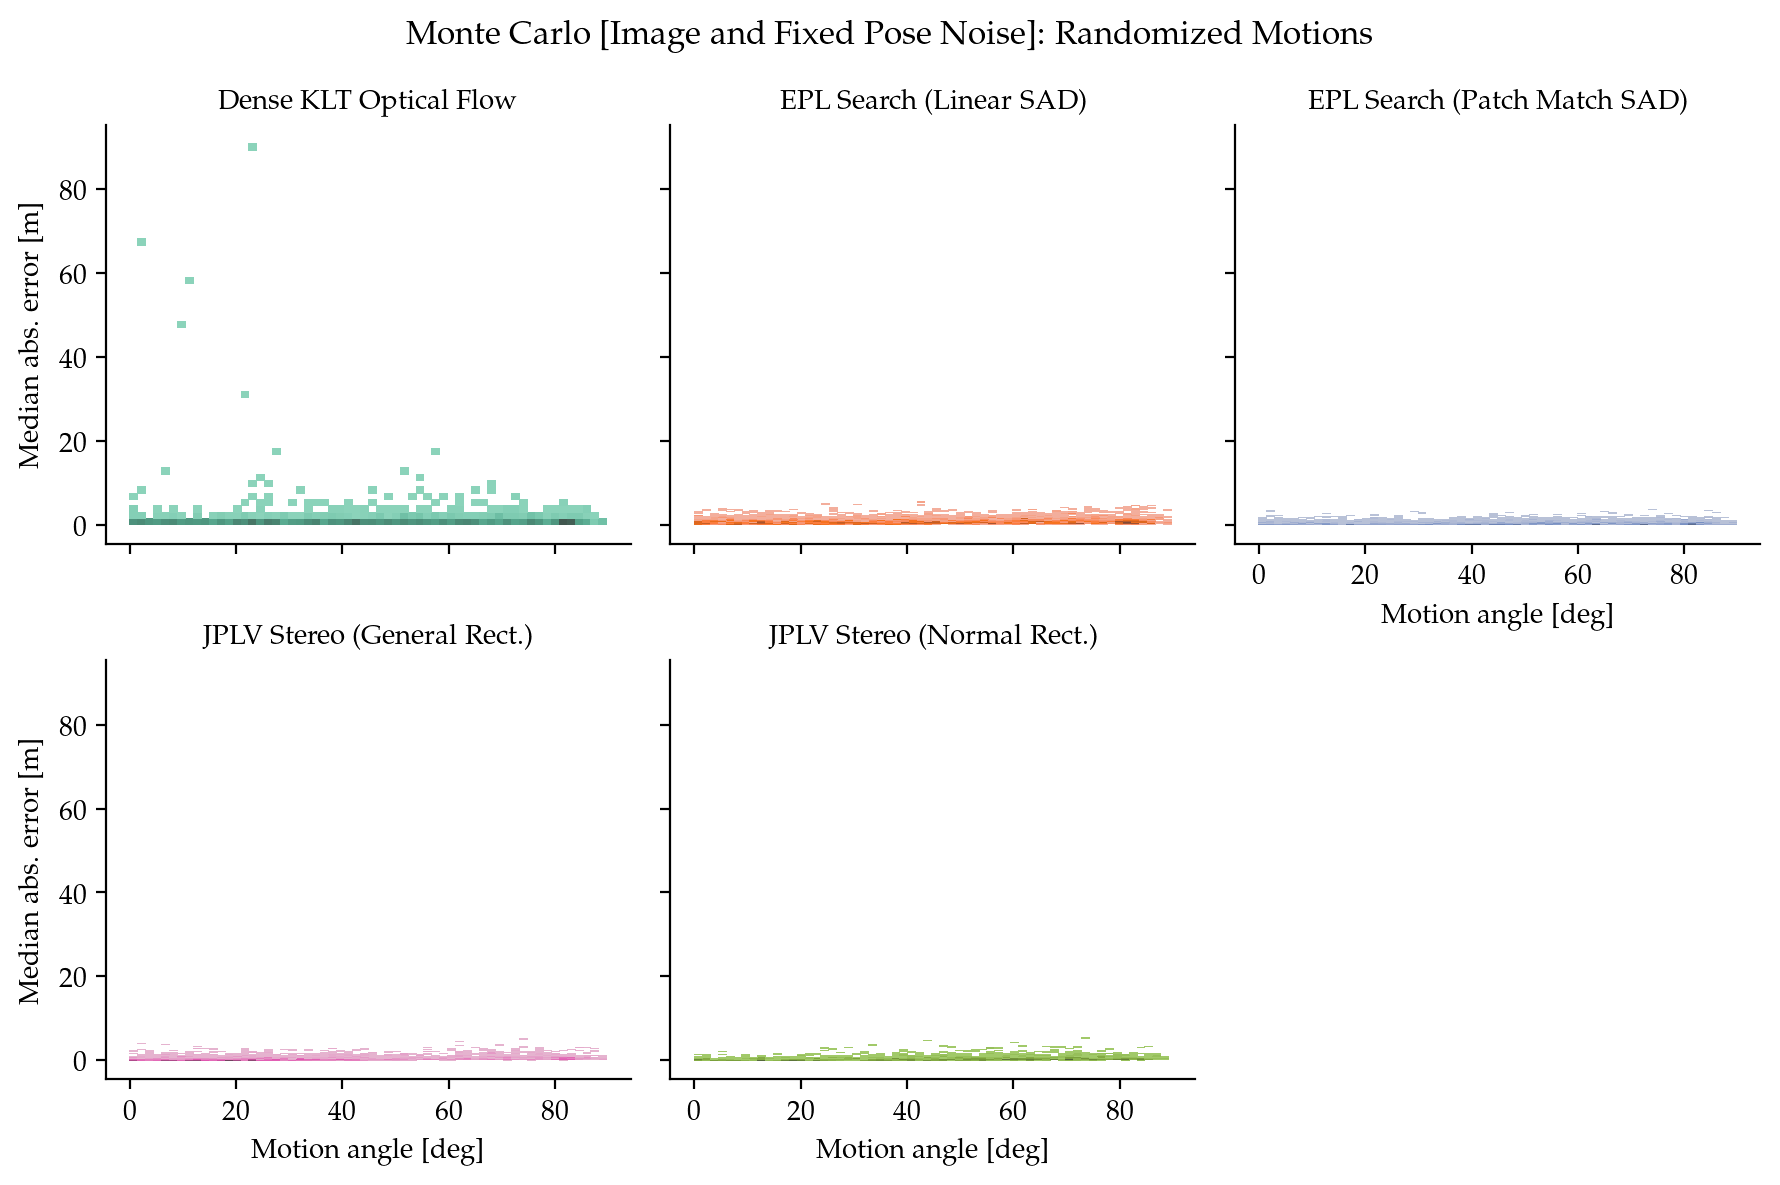 Monte Carlo [Image and Fixed Pose Noise]: Randomized Motions
Dense KLT Optical Flow
EPL Search (Linear SAD)
EPL Search (Patch Match SAD)
Median abs. error [m]
80
60
40
20
0
0 20 40 60 80
Motion angle [deg]
JPLV Stereo (General Rect.)
JPLV Stereo (Normal Rect.)
Median abs. error [m]
80
60
40
20
0
0 20 40 60 80
Motion angle [deg]
0 20 40 60 80
Motion angle [deg]